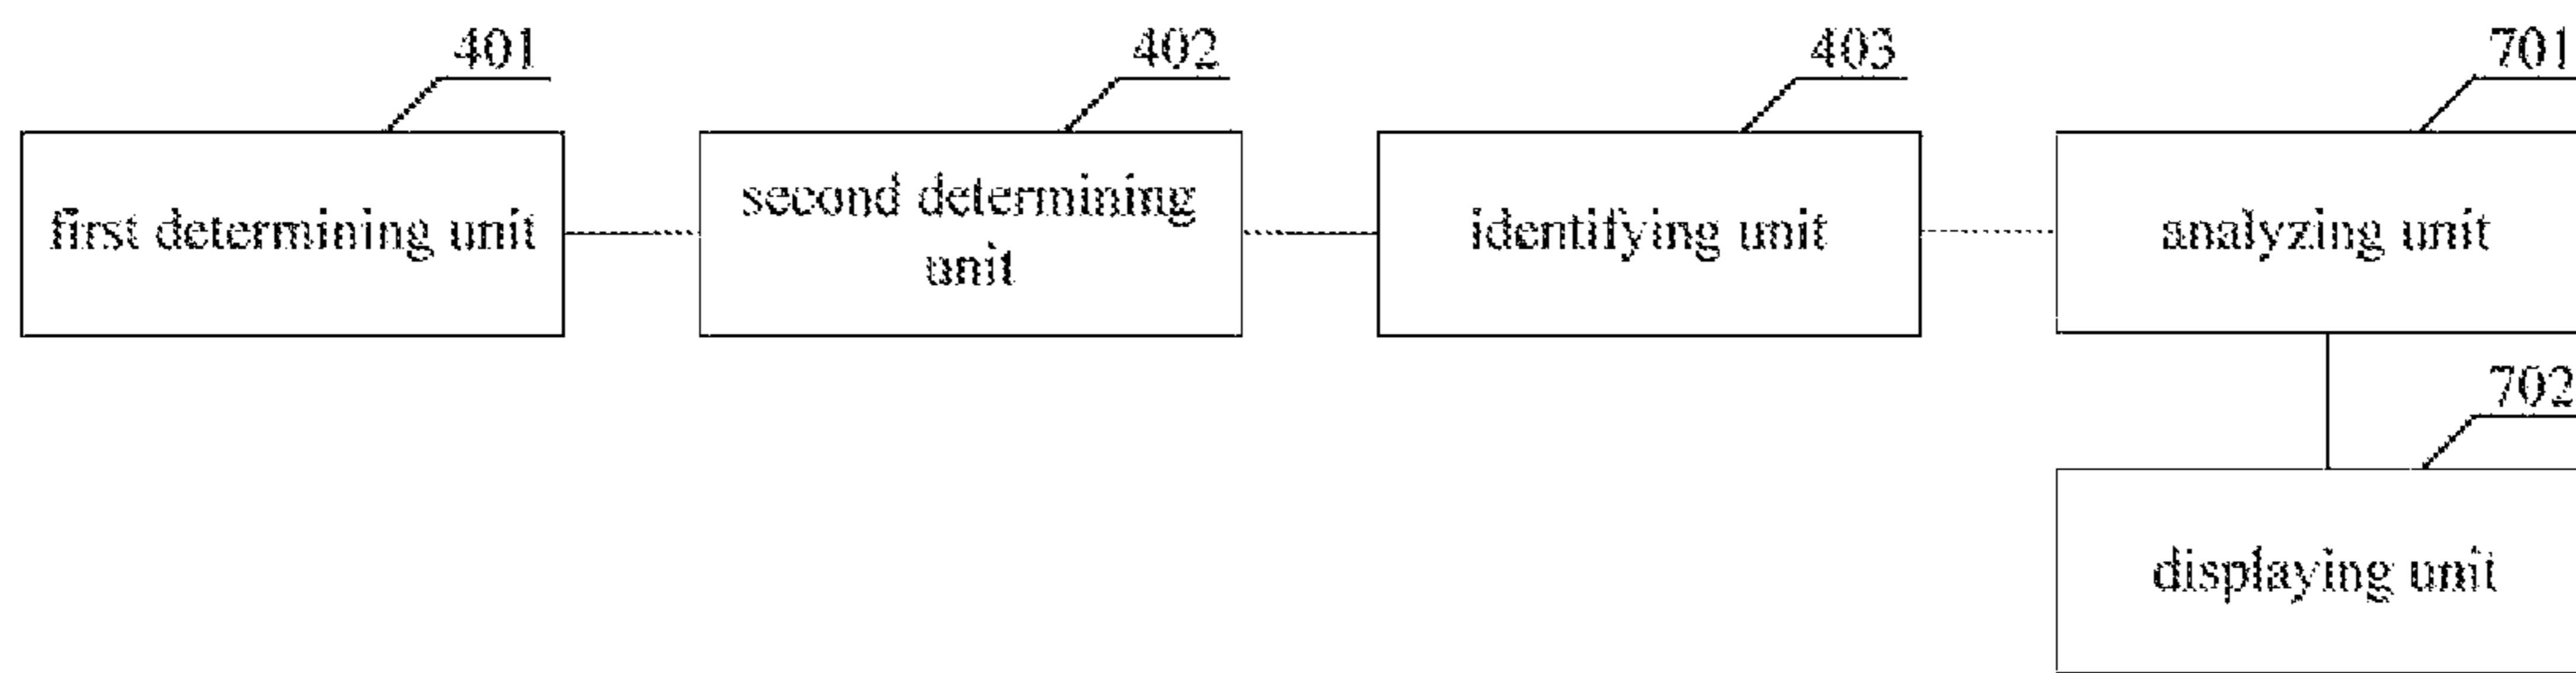 401
402
403
701
first determining unit
second determining
unit
identifying unit
analyzing unit
702
displaying unit